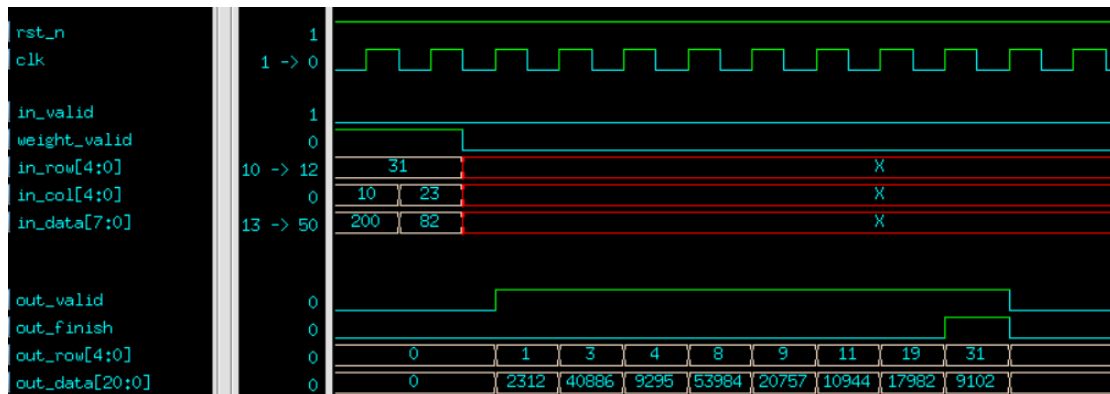 rst_n 1
clk 1 -> 0
in_valid 1
weight_valid 0
in_row[4:0] 10 -> 12 31 X
in_col[4:0] 0 10 23 X
in_data[7:0] 13 -> 50 200 82 X
out_valid 0
out_finish 0
out_row[4:0] 0 0 1 3 4 8 9 11 19 31
out_data[20:0] 0 0 2312 40886 9295 53984 20757 10944 17982 9102